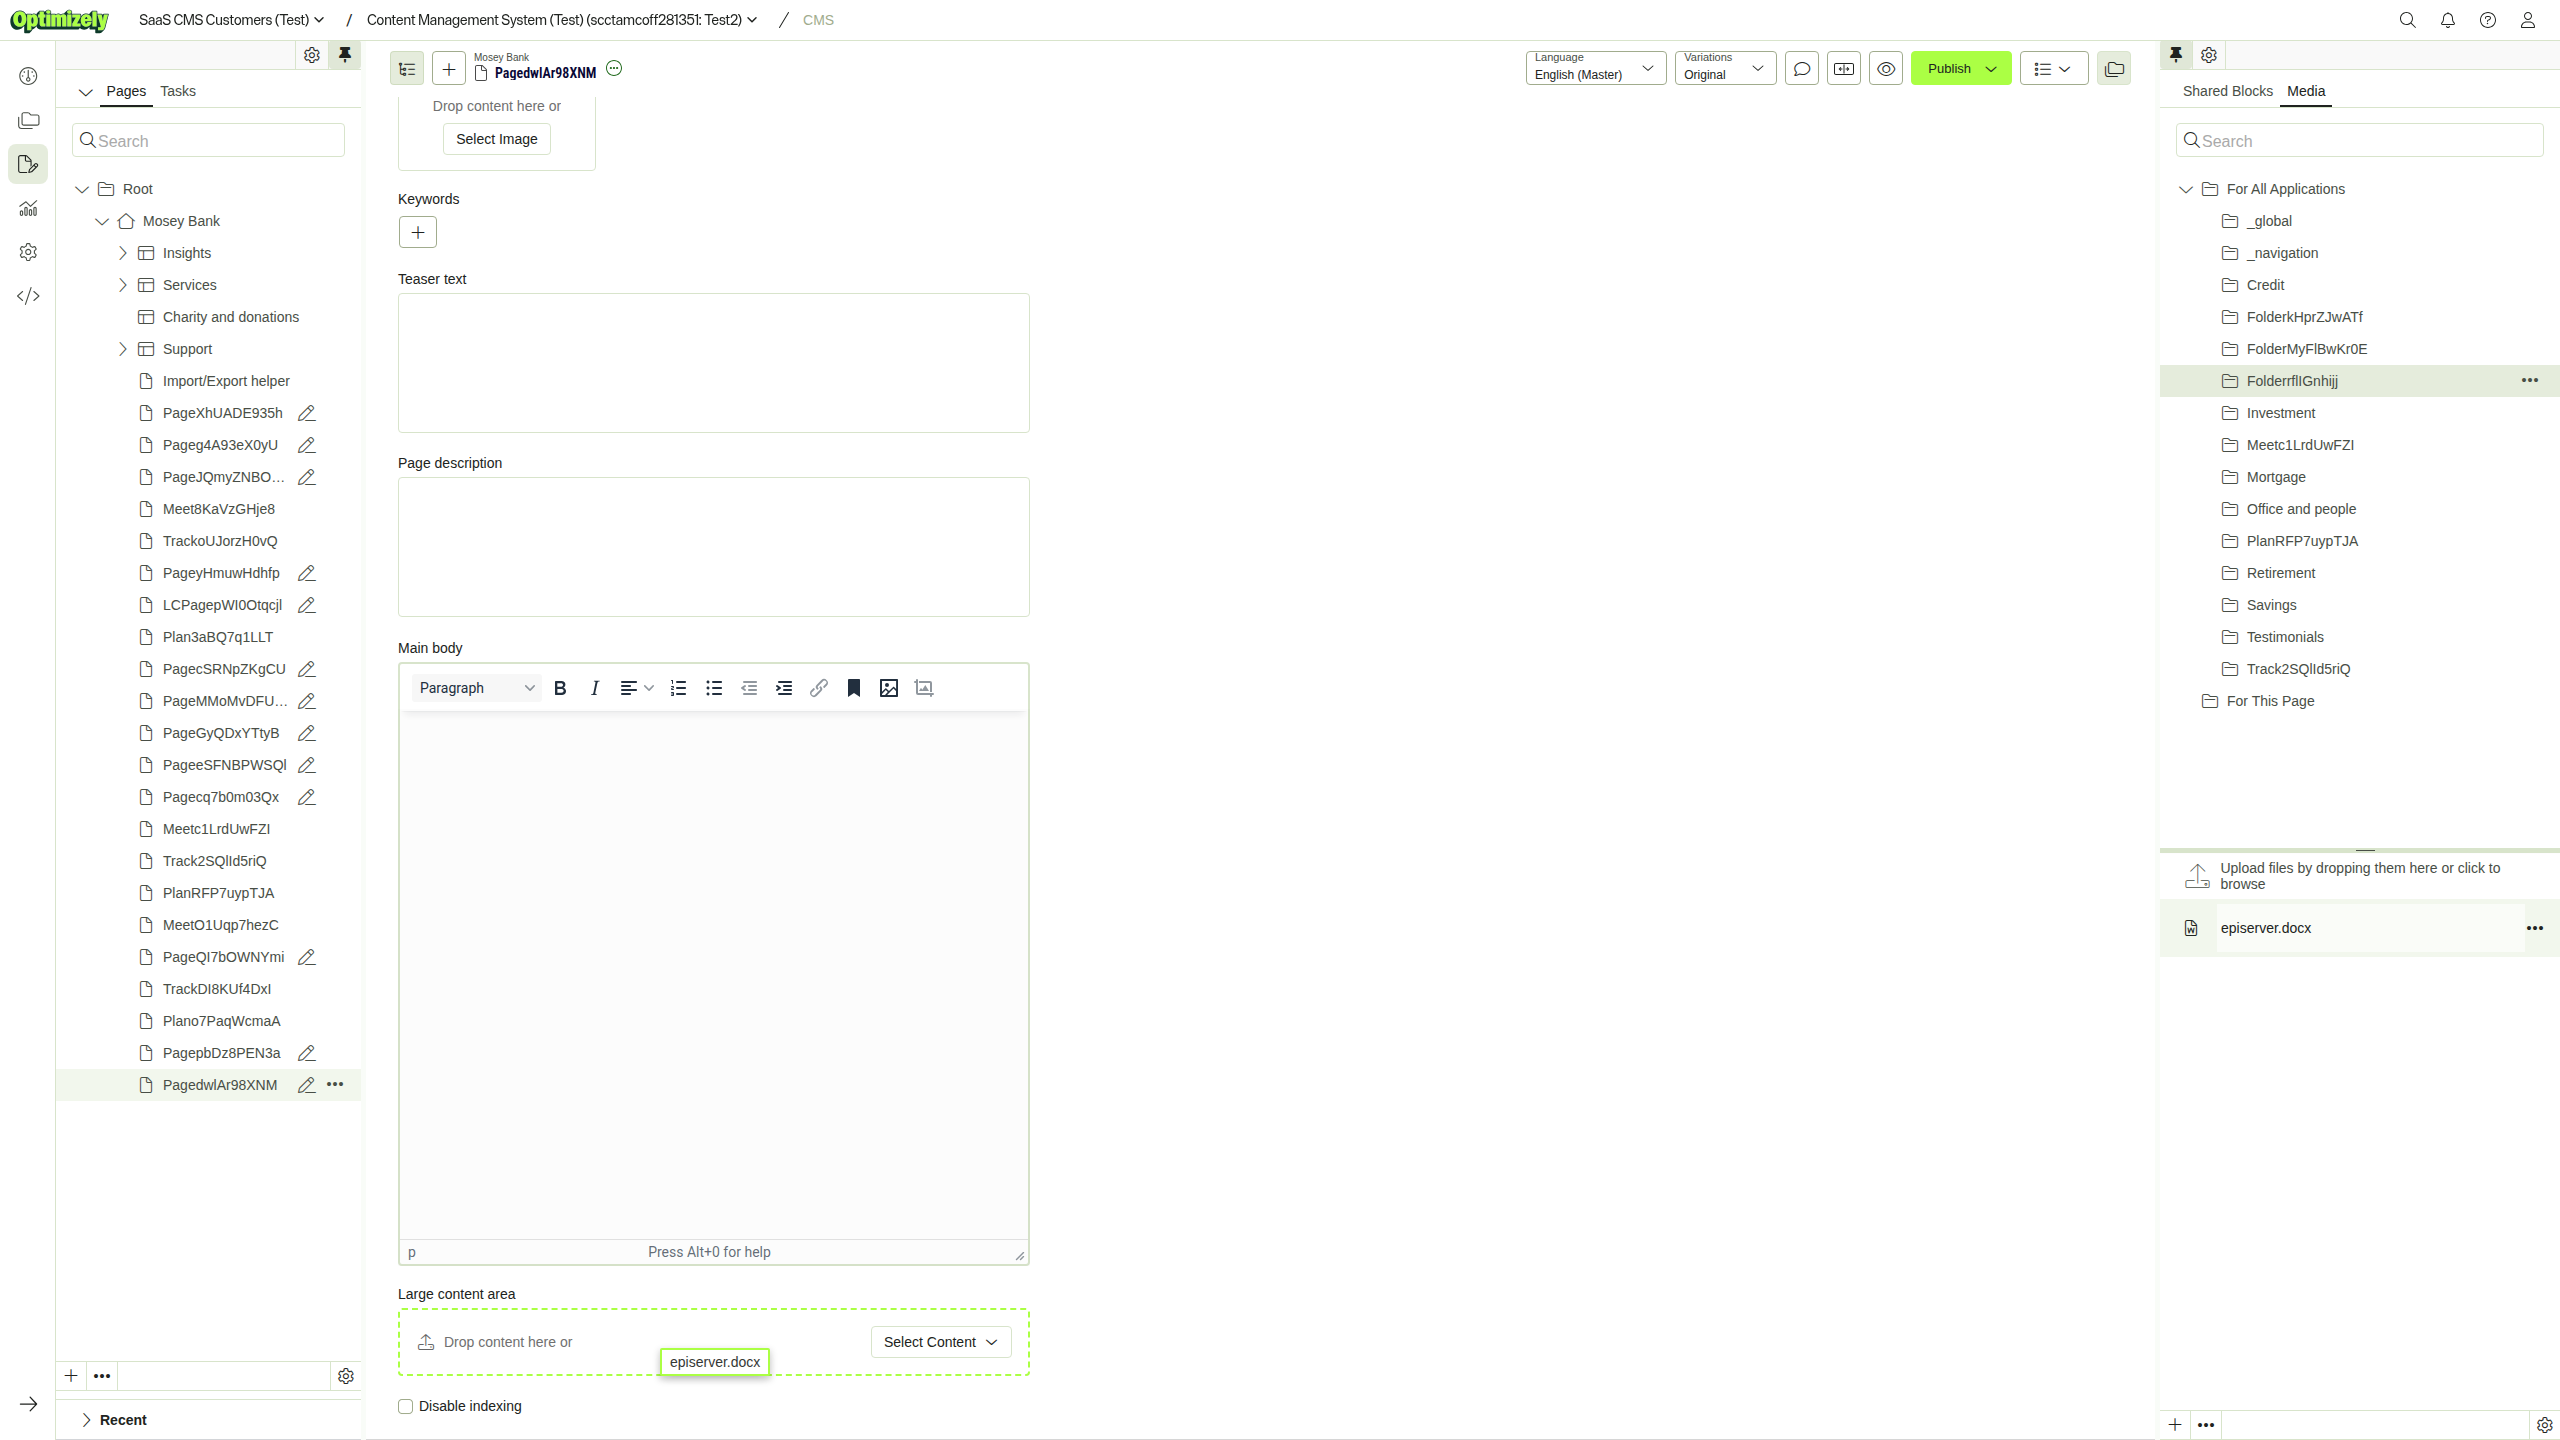 Optimizely
SaaS CMS Customers (Test) / Content Management System (Test) (scctamcoff281351: Test2) / CMS
Pages Tasks
Search
Root
Mosey Bank
Insights
Services
Charity and donations
Support
Import/Export helper
PageXhUADE935h
Pageg4A93eX0yU
PageJQmyZNBO...
Meet8KaVzGHje8
TrackoUJorzH0vQ
PageyHmuwHdhfp
LCPagepWI0Otqcjl
Plan3aBQ7q1LLT
PagecSRNpZKgCU
PageMMoMvDFU...
PageGyQDxYTtyB
PageeSFNBPWSQl
Pagecq7b0m03Qx
Meetc1LrdUwFZI
Track2SQlId5riQ
PlanRFP7uypTJA
MeetO1Uqp7hezC
PageQI7bOWNYmi
TrackDI8KUf4DxI
Plano7PaqWcmaA
PagepbDz8PEN3a
PagedwlAr98XNM
Recent
Mosey Bank
PagedwlAr98XNM
Language
English (Master)
Variations
Original
Publish
Drop content here or
Select Image
Keywords
Teaser text
Page description
Main body
Paragraph
p
Press Alt+0 for help
Large content area
Drop content here or
Select Content
episerver.docx
Disable indexing
Shared Blocks Media
Search
For All Applications
_global
_navigation
Credit
FolderkHprZJwATf
FolderMyFlBwKr0E
FolderrflIGnhijj
Investment
Meetc1LrdUwFZI
Mortgage
Office and people
PlanRFP7uypTJA
Retirement
Savings
Testimonials
Track2SQlId5riQ
For This Page
Upload files by dropping them here or click to
browse
episerver.docx